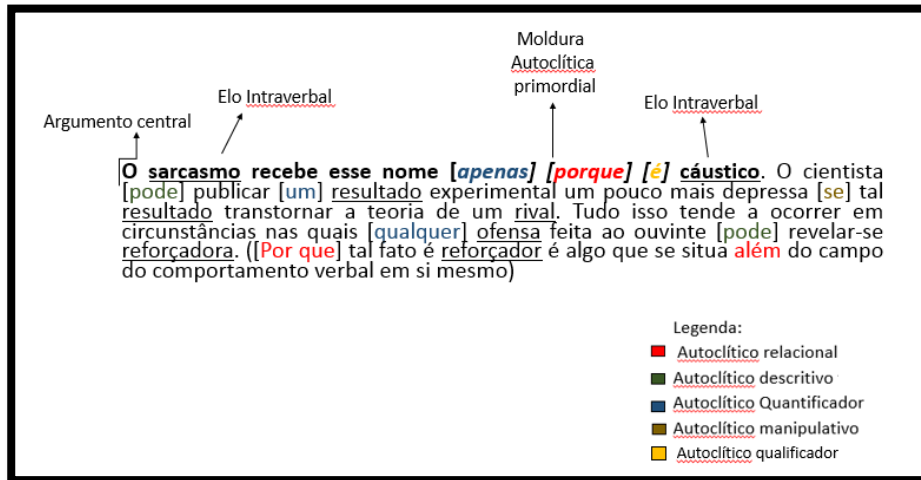 Moldura
Autoclítica
primordial
Elo Intraverbal
Elo Intraverbal
Argumento central
O sarcasmo recebe esse nome [apenas] [porque] [é] cáustico. O cientista
[pode] publicar [um] resultado experimental um pouco mais depressa [se] tal
resultado transtornar a teoria de um rival. Tudo isso tende a ocorrer em
circunstâncias nas quais [qualquer] ofensa feita ao ouvinte [pode] revelar-se
reforçadora. ([Por que] tal fato é reforçador é algo que se situa além do campo
do comportamento verbal em si mesmo)
Legenda:
Autoclítico relacional
Autoclítico descritivo
Autoclítico Quantificador
Autoclítico manipulativo
Autoclítico qualificador